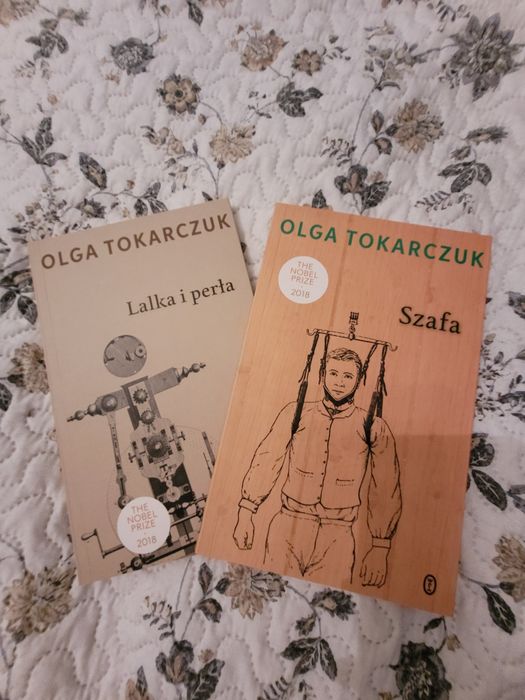 OLGA TOKARCZUK
Lalka i perła
THE
NOBEL
PRIZE
2018
OLGA TOKARCZUK
THE
NOBEL
PRIZE
2018
Szafa